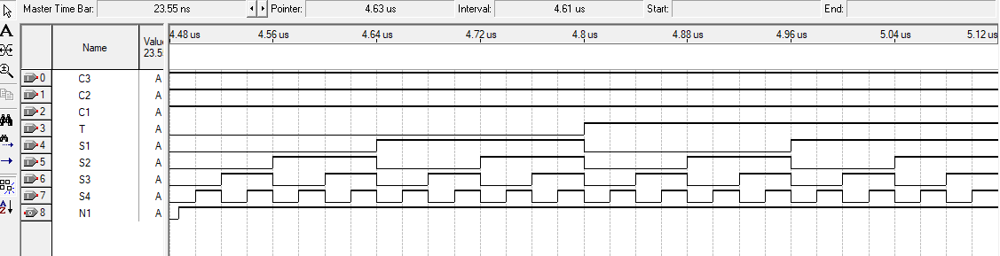 Master Time Bar: 23.55 ns Pointer: 4.63 us Interval: 4.61 us Start: End:
Name Value 23.5
4.48 us 4.56 us 4.64 us 4.72 us 4.8 us 4.88 us 4.96 us 5.04 us 5.12 us
0 C3 A
1 C2 A
2 C1 A
3 T A
4 S1 A
5 S2 A
6 S3 A
7 S4 A
8 N1 A